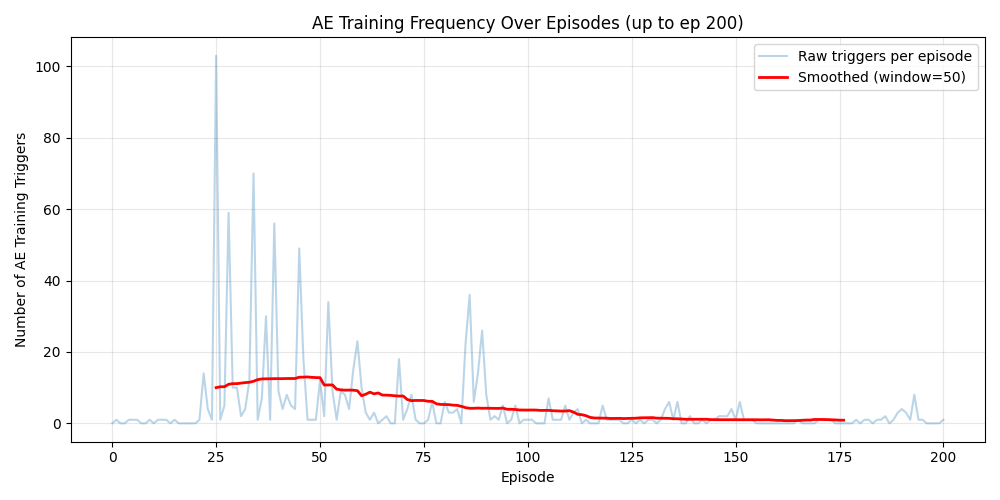 AE Training Frequency Over Episodes (up to ep 200)
Raw triggers per episode
Smoothed (window=50)
Number of AE Training Triggers
100
80
60
40
20
0
0 25 50 75 100 125 150 175 200
Episode